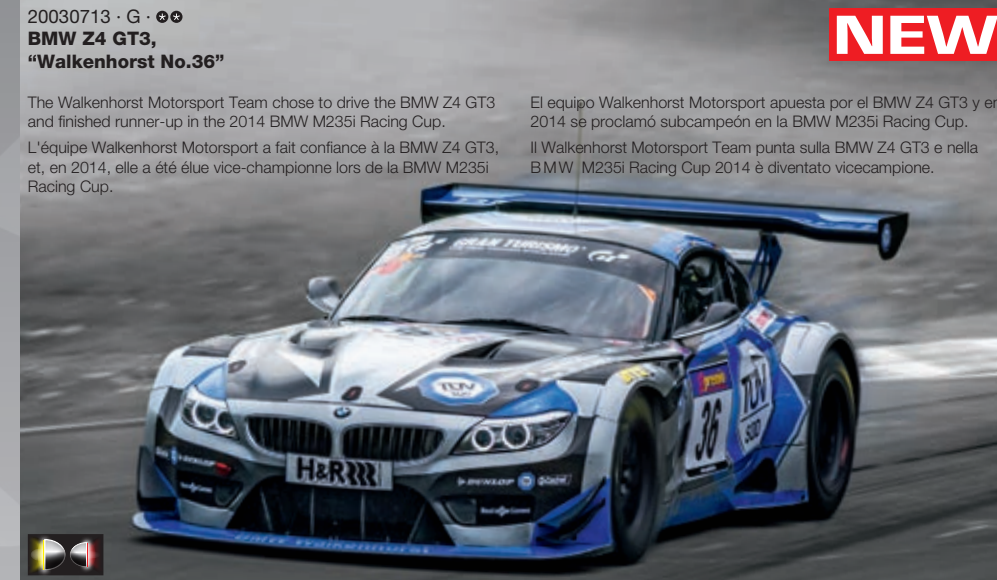 20030713 · G · ✪✪
BMW Z4 GT3,
“Walkenhorst No.36”
NEW
The Walkenhorst Motorsport Team chose to drive the BMW Z4 GT3
and finished runner-up in the 2014 BMW M235i Racing Cup.
L'équipe Walkenhorst Motorsport a fait confiance à la BMW Z4 GT3,
et, en 2014, elle a été élue vice-championne lors de la BMW M235i
Racing Cup.
El equipo Walkenhorst Motorsport apuesta por el BMW Z4 GT3 y en
2014 se proclamó subcampeón en la BMW M235i Racing Cup.
Il Walkenhorst Motorsport Team punta sulla BMW Z4 GT3 e nella
BMW M235i Racing Cup 2014 è diventato vicecampione.
GRAN TURISMO
TÜV
SÜD
36
TÜV
SÜD
H&R
DUNLOP
DUNLOP
Walkenhorst